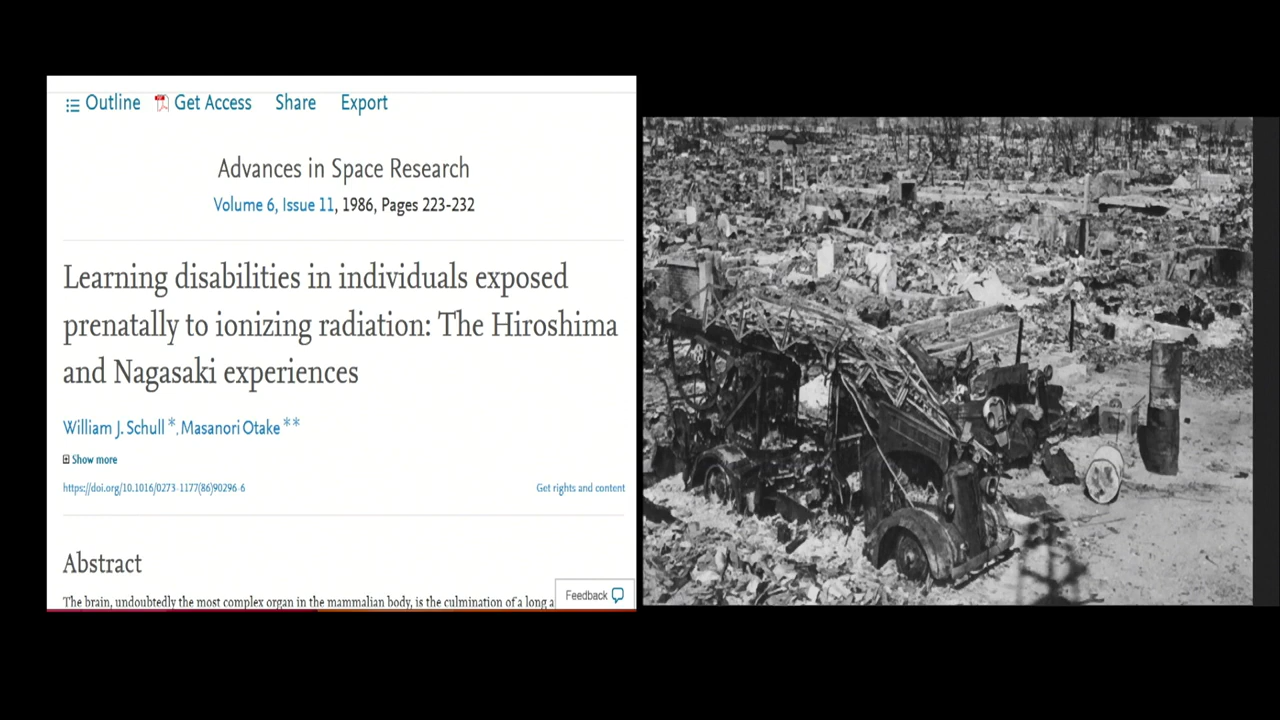 Outline Get Access Share Export
Advances in Space Research
Volume 6, Issue 11, 1986, Pages 223-232
Learning disabilities in individuals exposed
prenatally to ionizing radiation: The Hiroshima
and Nagasaki experiences
William J. Schull *, Masanori Otake **
Show more
https://doi.org/10.1016/0273-1177(86)90296-6 Get rights and content
Abstract
The brain, undoubtedly the most complex organ in the mammalian body, is the culmination of a long a
Feedback